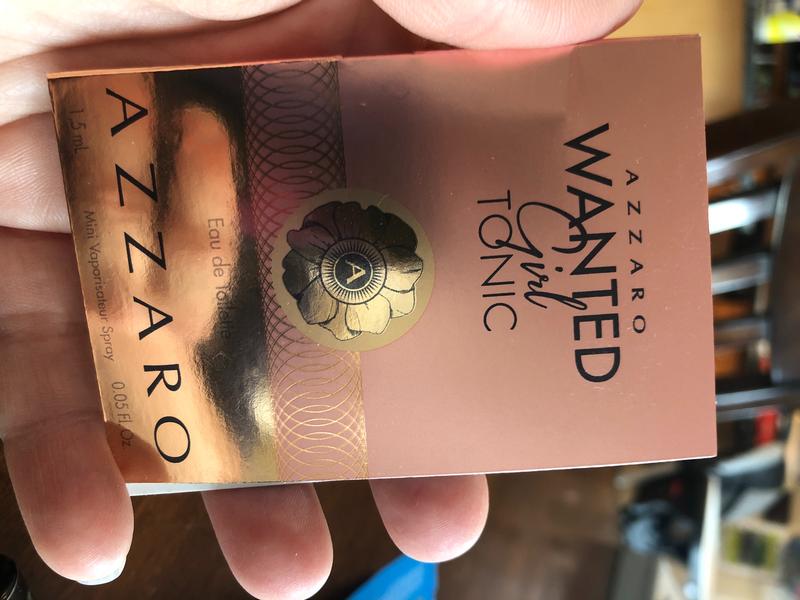 AZZARO
WANTED
Girl
TONIC
A
Eau de Toilette
AZZARO
Mini Vaporisateur Spray 0.05 Fl.Oz.
1.5 mL